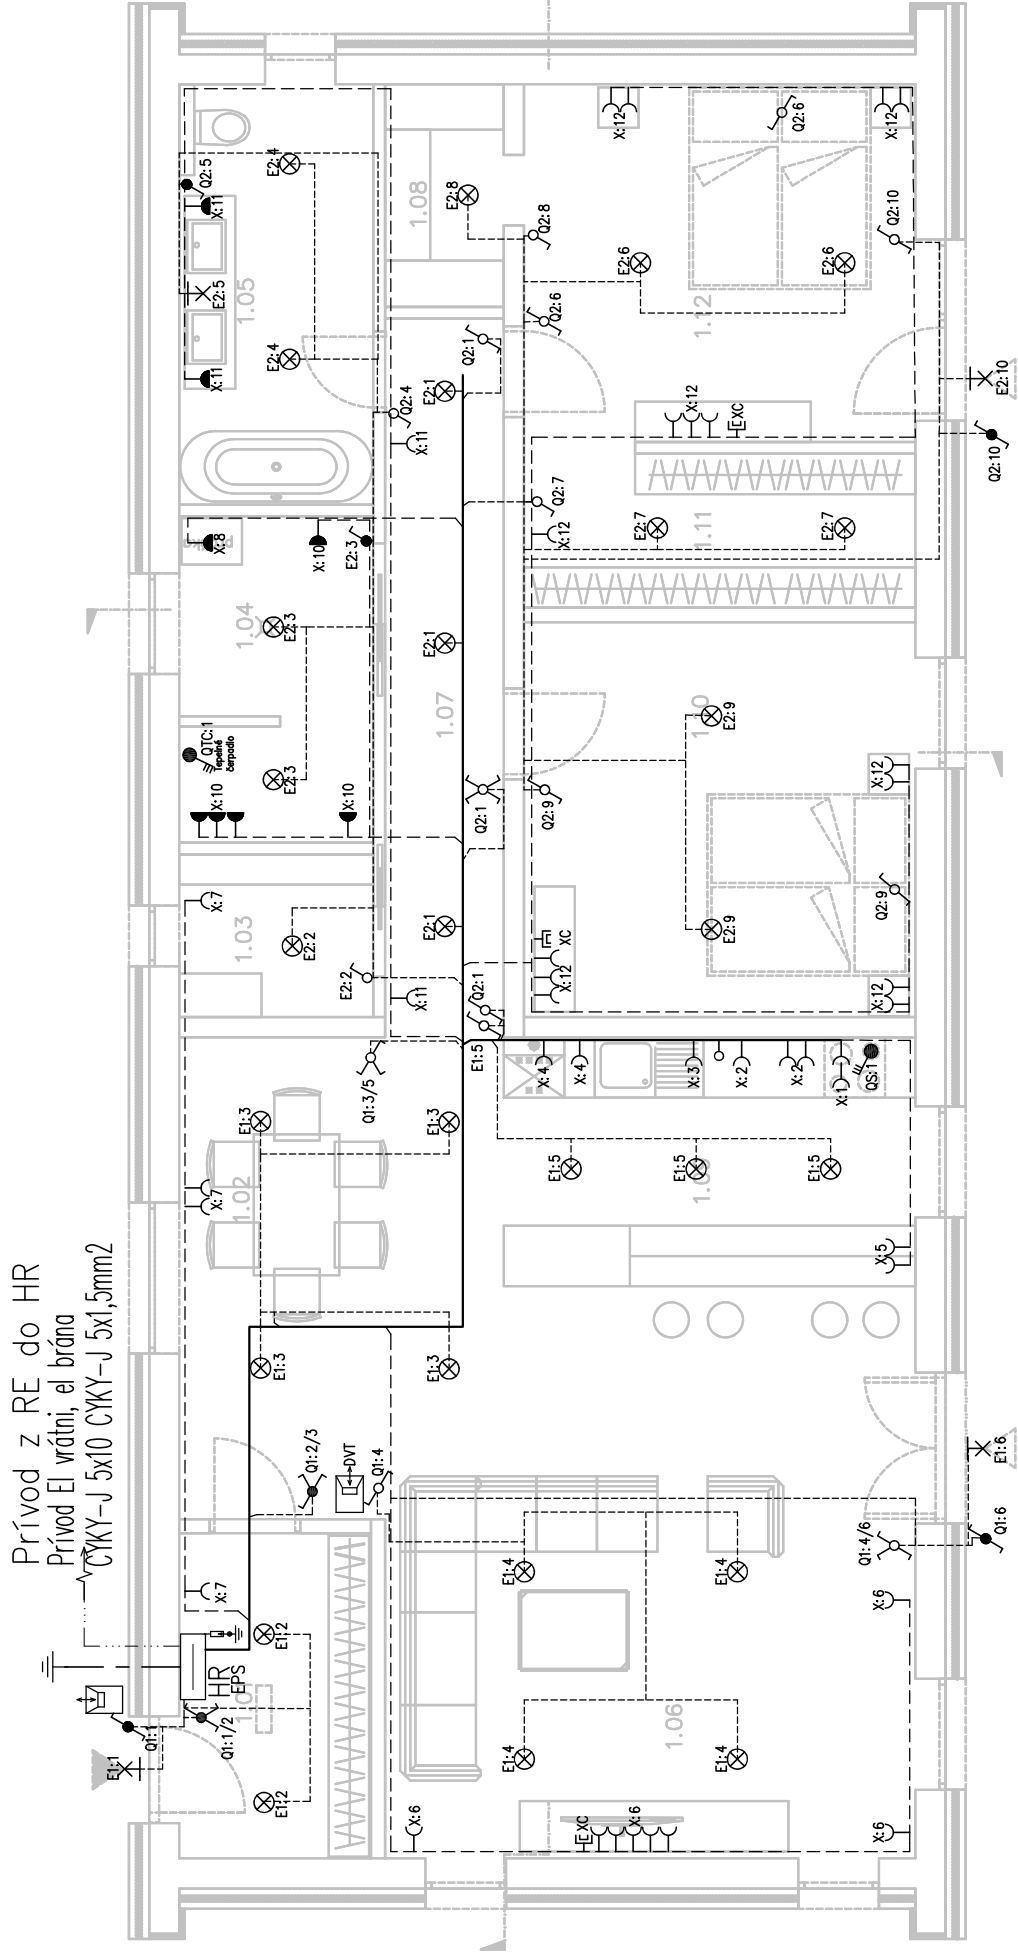 Prívod z RE do HR
Prívod El vrátni, el brána
CYKY-J 5x10 CYKY-J 5x1,5mm2
E2:4
Q2:5
X:11
E2:5
1.05
X:11
E2:4
Q2:4
X:11
1.08
E2:8
Q2:8
X:12
Q2:6
X:12
E2:6
E2:6
Q2:10
1.12
Q2:6
Q2:1
E2:1
X:12
XC
E2:10
Q2:10
X:8
X:10
E2:3
Q2:7
X:12
E2:7
1.11
E2:7
1.04
E2:3
E2:1
QTC:1
Tepelné
čerpadlo
E2:3
1.07
E2:9
X:10
X:10
Q2:1
Q2:9
X:12
X:7
1.03
E2:2
E2:1
E2:9
Q2:9
E2:2
X:11
XC
X:12
Q2:1
E1:5
X:12
Q1:3/5
X:4
X:4
X:3
X:2
X:2
X:1
QS:1
E1:3
E1:3
X:7
1.02
E1:5
E1:5
E1:5
X:5
E1:3
E1:3
Q1:2/3
DVT
Q1:4
E1:6
Q1:6
Q1:4/6
X:7
E1:4
E1:4
X:6
E1:2
HR
EPS
Q1:1/2
E1:1
E1:2
1.06
E1:4
E1:4
X:6
XC
X:6
X:6